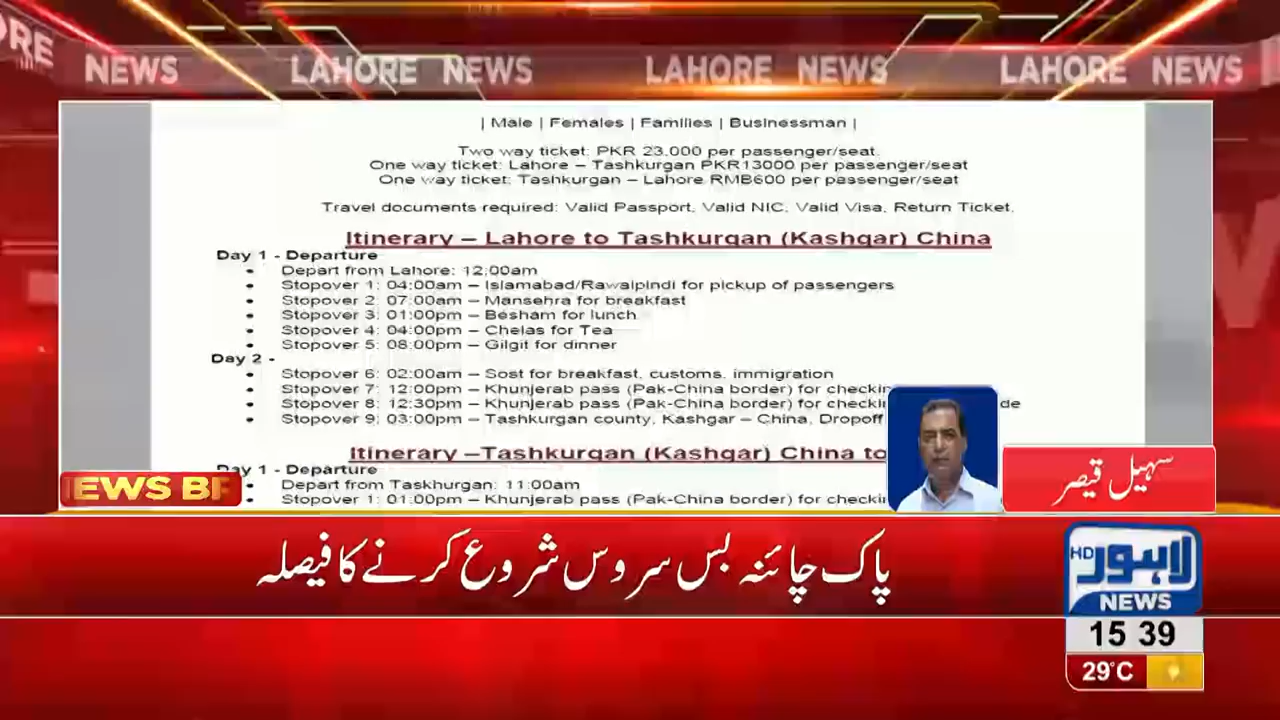 NEWS LAHORE NEWS LAHORE NEWS LAHORE NEWS
| Male | Females | Families | Businessman |
Two way ticket: PKR 23,000 per passenger/seat.
One way ticket: Lahore – Tashkurgan PKR13000 per passenger/seat
One way ticket: Tashkurgan – Lahore RMB600 per passenger/seat
Travel documents required: Valid Passport, Valid NIC, Valid Visa, Return Ticket.
Itinerary – Lahore to Tashkurgan (Kashgar) China
Day 1 - Departure
• Depart from Lahore: 12:00am
• Stopover 1: 04:00am – Islamabad/Rawalpindi for pickup of passengers
• Stopover 2: 07:00am – Mansehra for breakfast
• Stopover 3: 01:00pm – Besham for lunch
• Stopover 4: 04:00pm – Chelas for Tea
• Stopover 5: 08:00pm – Gilgit for dinner
Day 2 -
• Stopover 6: 02:00am – Sost for breakfast, customs, immigration
• Stopover 7: 12:00pm – Khunjerab pass (Pak-China border) for checkin
• Stopover 8: 12:30pm – Khunjerab pass (Pak-China border) for checkin de
• Stopover 9: 03:00pm – Tashkurgan county, Kashgar – China, Dropoff
Itinerary –Tashkurgan (Kashgar) China to
Day 1 - Departure
• Depart from Taskhurgan: 11:00am
• Stopover 1: 01:00pm – Khunjerab pass (Pak-China border) for checkin
سہیل قیصر
EWS BR
پاک چائنہ بس سروس شروع کرنے کا فیصلہ
HD لاہور
NEWS
15 39
29°C